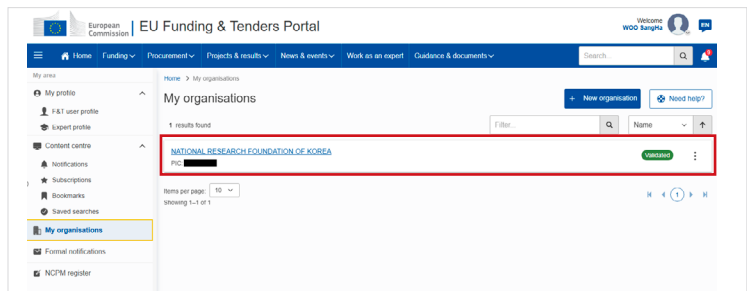 European
Commission
EU Funding & Tenders Portal
Welcome
WOO SangHa
EN
Home
Funding
Procurement
Projects & results
News & events
Work as an expert
Guidance & documents
Search...
My area
Home > My organisations
My profile
My organisations
+ New organisation
Need help?
F&T user profile
Expert profile
1 results found
Filter...
Name
Content centre
NATIONAL RESEARCH FOUNDATION OF KOREA
PIC:
Validated
Notifications
Subscriptions
Bookmarks
Saved searches
Items per page: 10
Showing 1–1 of 1
1
My organisations
Formal notifications
NCPM register